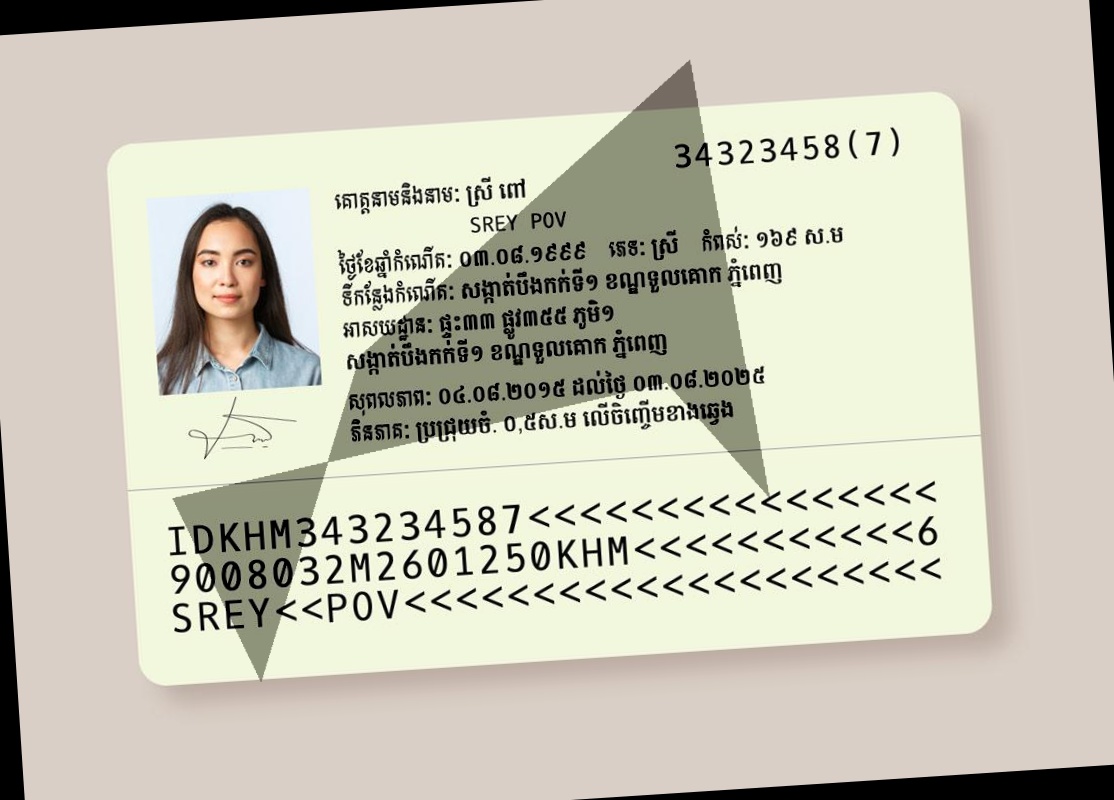 34323458(7)
គោត្តនាមនិងនាម: ស្រី ពៅ
SREY POV
ថ្ងៃខែឆ្នាំកំណើត: ០៣.០៨.១៩៩៩ ភេទ: ស្រី កំពស់: ១៦៩ ស.ម
ទីកន្លែងកំណើត: សង្កាត់បឹងកក់ទី១ ខណ្ឌទួលគោក ភ្នំពេញ
អាសយដ្ឋាន: ផ្ទះ៣៣ ផ្លូវ៣៥៥ ភូមិ១
សង្កាត់បឹងកក់ទី១ ខណ្ឌទួលគោក ភ្នំពេញ
សុពលភាព: ០៤.០៨.២០១៥ ដល់ថ្ងៃ ០៣.០៨.២០២៥
ភិនភាគ: ប្រជ្រុយចំ. ០,៥ស.ម លើចិញ្ចើមខាងឆ្វេង
IDKHM343234587<<<<<<<<<<<<<<<<
9008032M2601250KHM<<<<<<<<<<<6
SREY<<POV<<<<<<<<<<<<<<<<<<<<<